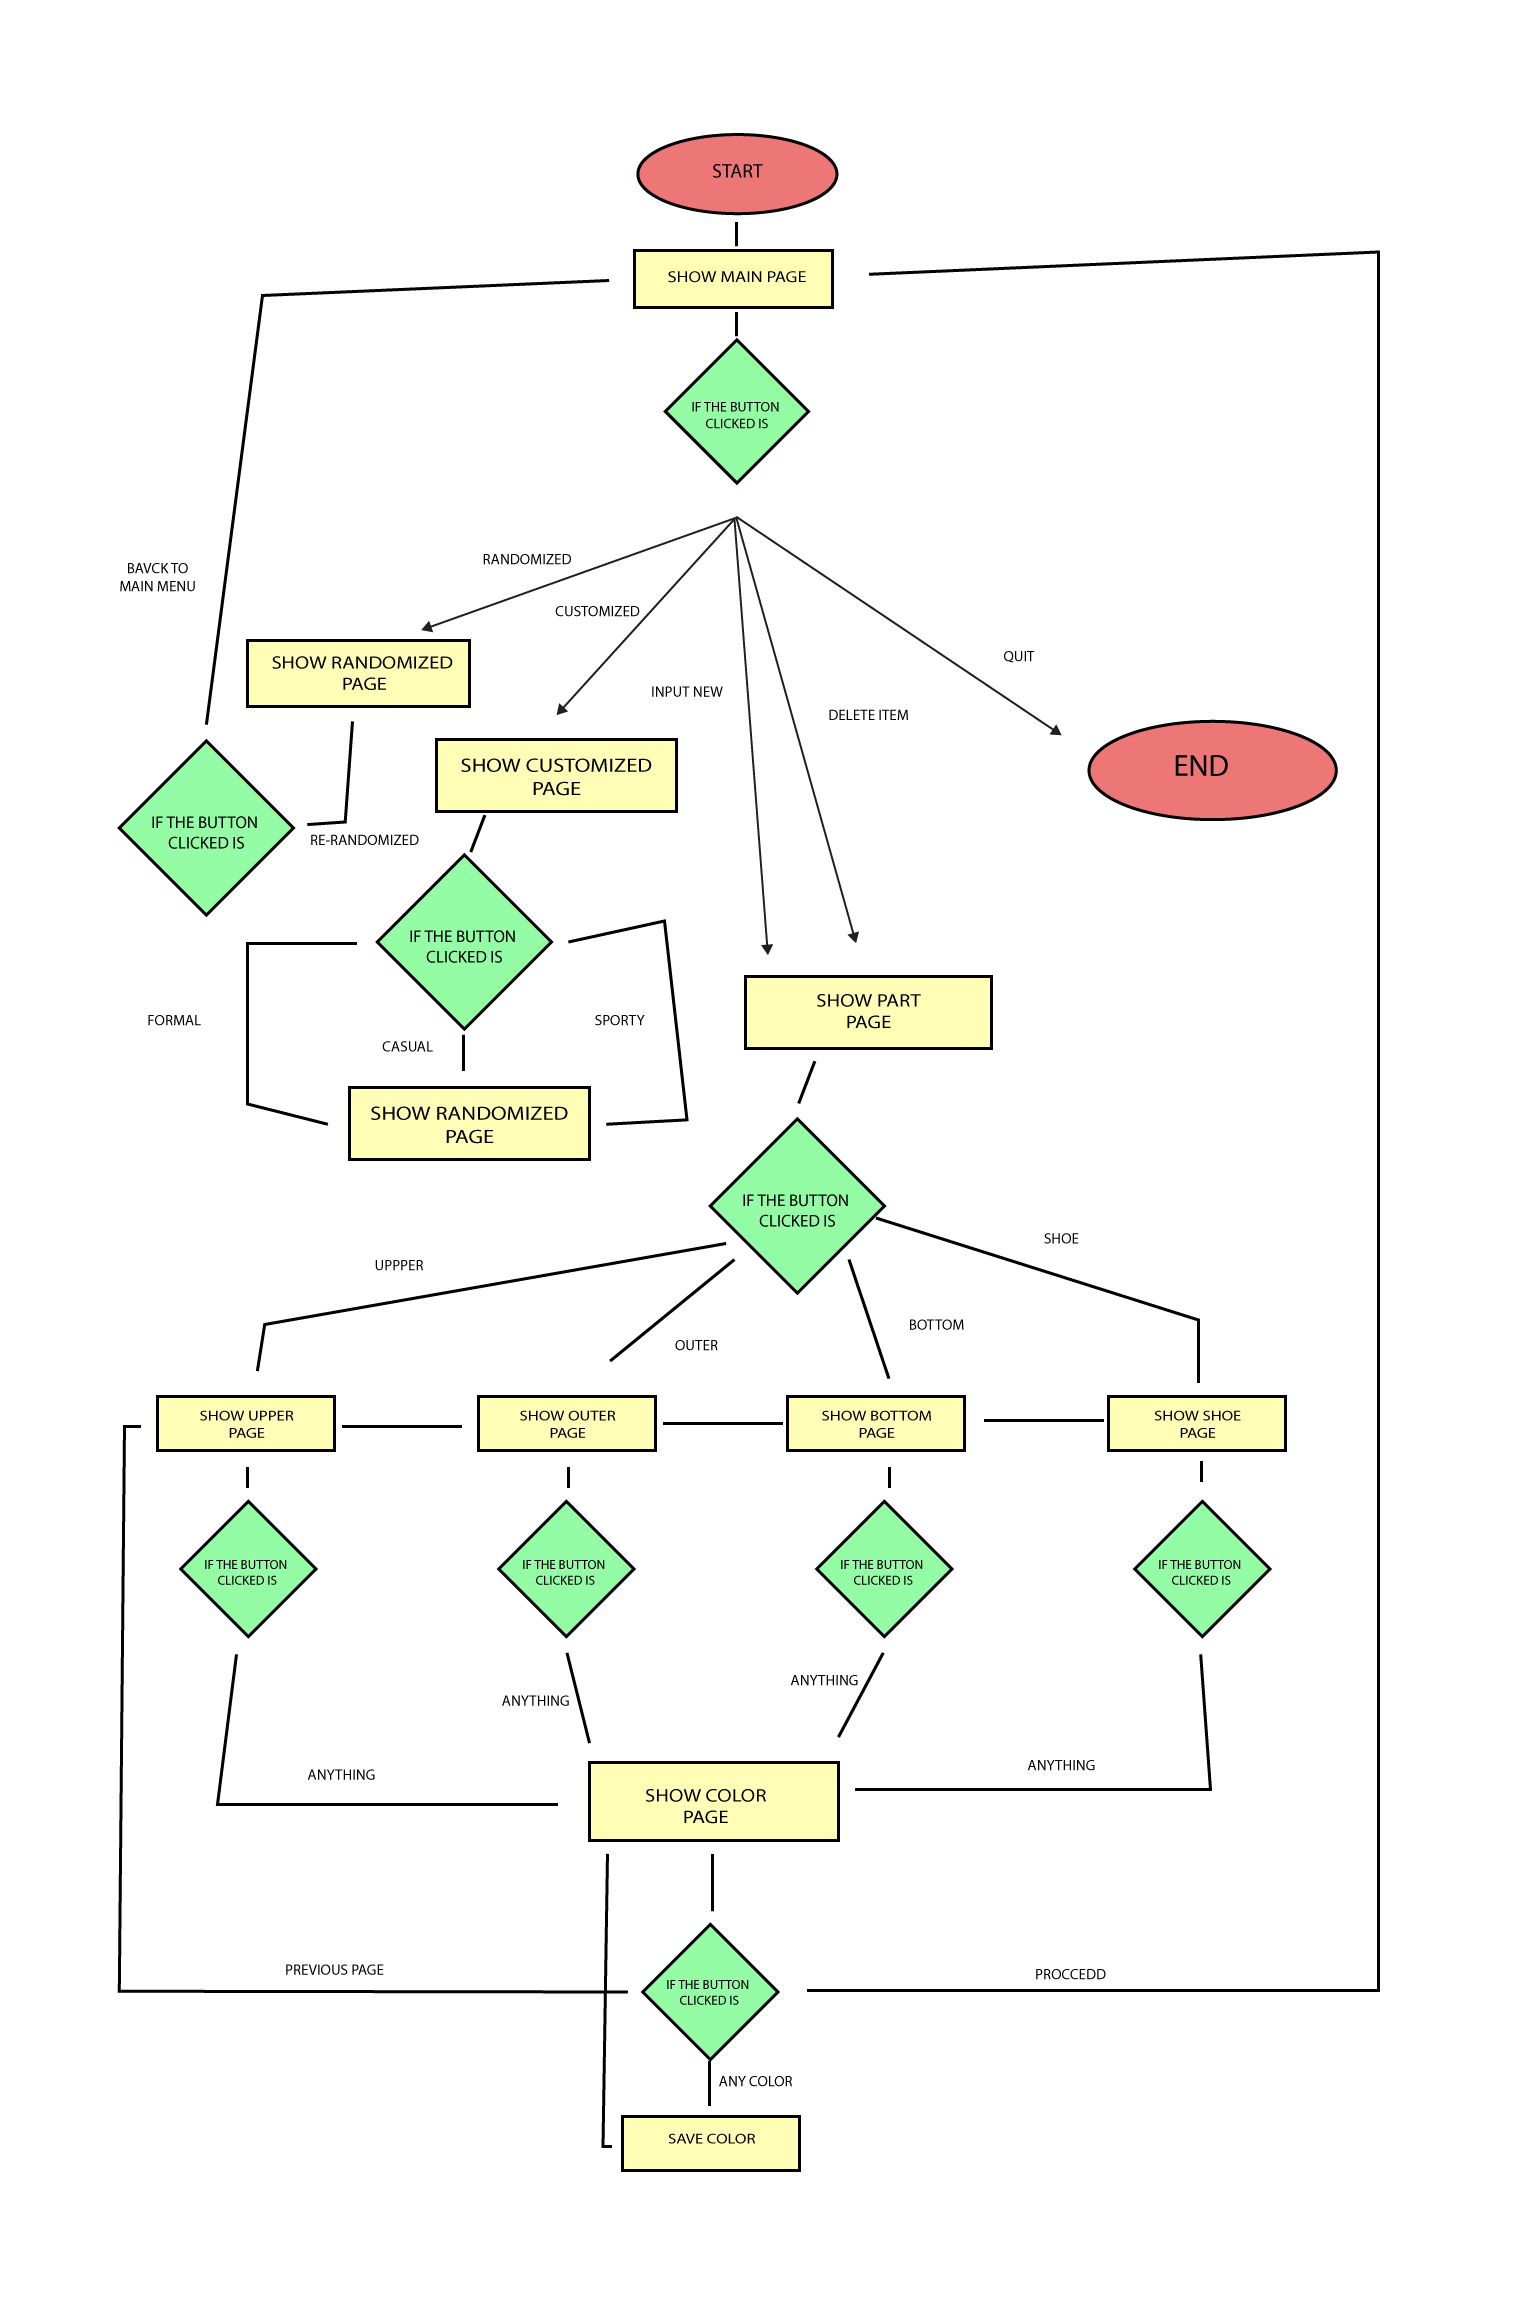 START
SHOW MAIN PAGE
IF THE BUTTON
CLICKED IS
RANDOMIZED
BAVCK TO
MAIN MENU
CUSTOMIZED
QUIT
SHOW RANDOMIZED
PAGE
INPUT NEW
DELETE ITEM
SHOW CUSTOMIZED
PAGE
END
IF THE BUTTON
CLICKED IS
RE-RANDOMIZED
IF THE BUTTON
CLICKED IS
FORMAL
SPORTY
SHOW PART
PAGE
CASUAL
SHOW RANDOMIZED
PAGE
IF THE BUTTON
CLICKED IS
SHOE
UPPPER
BOTTOM
OUTER
SHOW UPPER
PAGE
SHOW OUTER
PAGE
SHOW BOTTOM
PAGE
SHOW SHOE
PAGE
IF THE BUTTON
CLICKED IS
IF THE BUTTON
CLICKED IS
IF THE BUTTON
CLICKED IS
IF THE BUTTON
CLICKED IS
ANYTHING
ANYTHING
ANYTHING
ANYTHING
SHOW COLOR
PAGE
PREVIOUS PAGE
IF THE BUTTON
CLICKED IS
PROCCEDD
ANY COLOR
SAVE COLOR